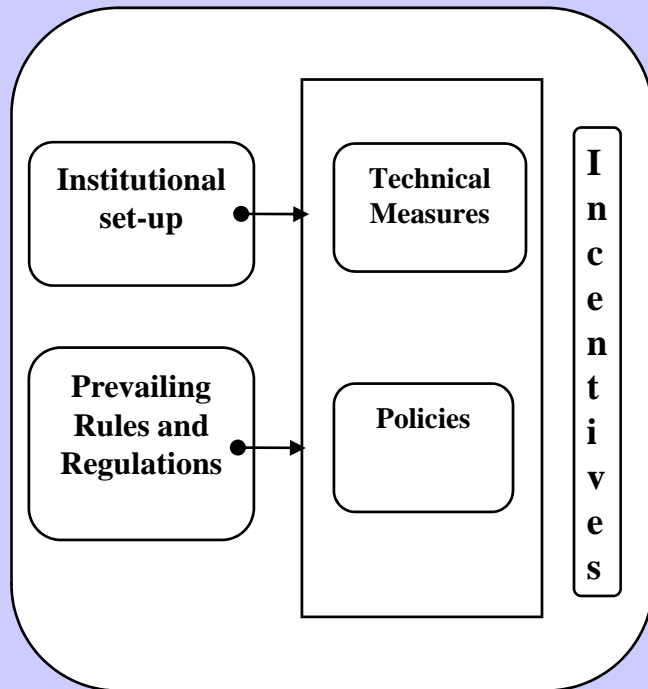 Institutional
set-up
Technical
Measures
Prevailing
Rules and
Regulations
Policies
I
n
c
e
n
t
i
v
e
s